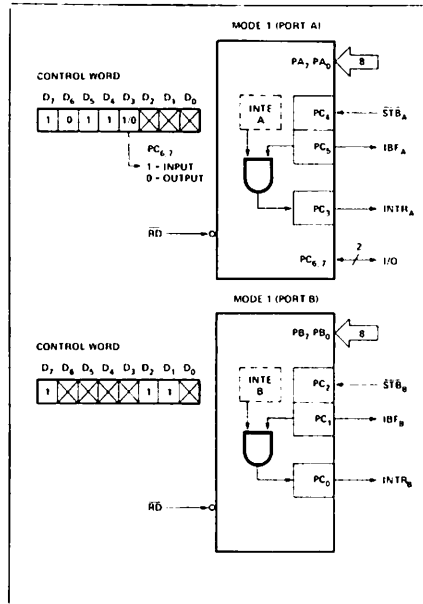 MODE 1 (PORT A)
PA7 PA0
8
CONTROL WORD
D7 D6 D5 D4 D3 D2 D1 D0
1 0 1 1 1/0
PC6,7
1 - INPUT
0 - OUTPUT
INTE
A
PC4
STBA
PC5
IBFA
PC3
INTRA
RD
PC6,7
2
I/O
MODE 1 (PORT B)
PB7 PB0
8
CONTROL WORD
D7 D6 D5 D4 D3 D2 D1 D0
1 1 1
INTE
B
PC2
STBB
PC1
IBFB
PC0
INTRB
RD